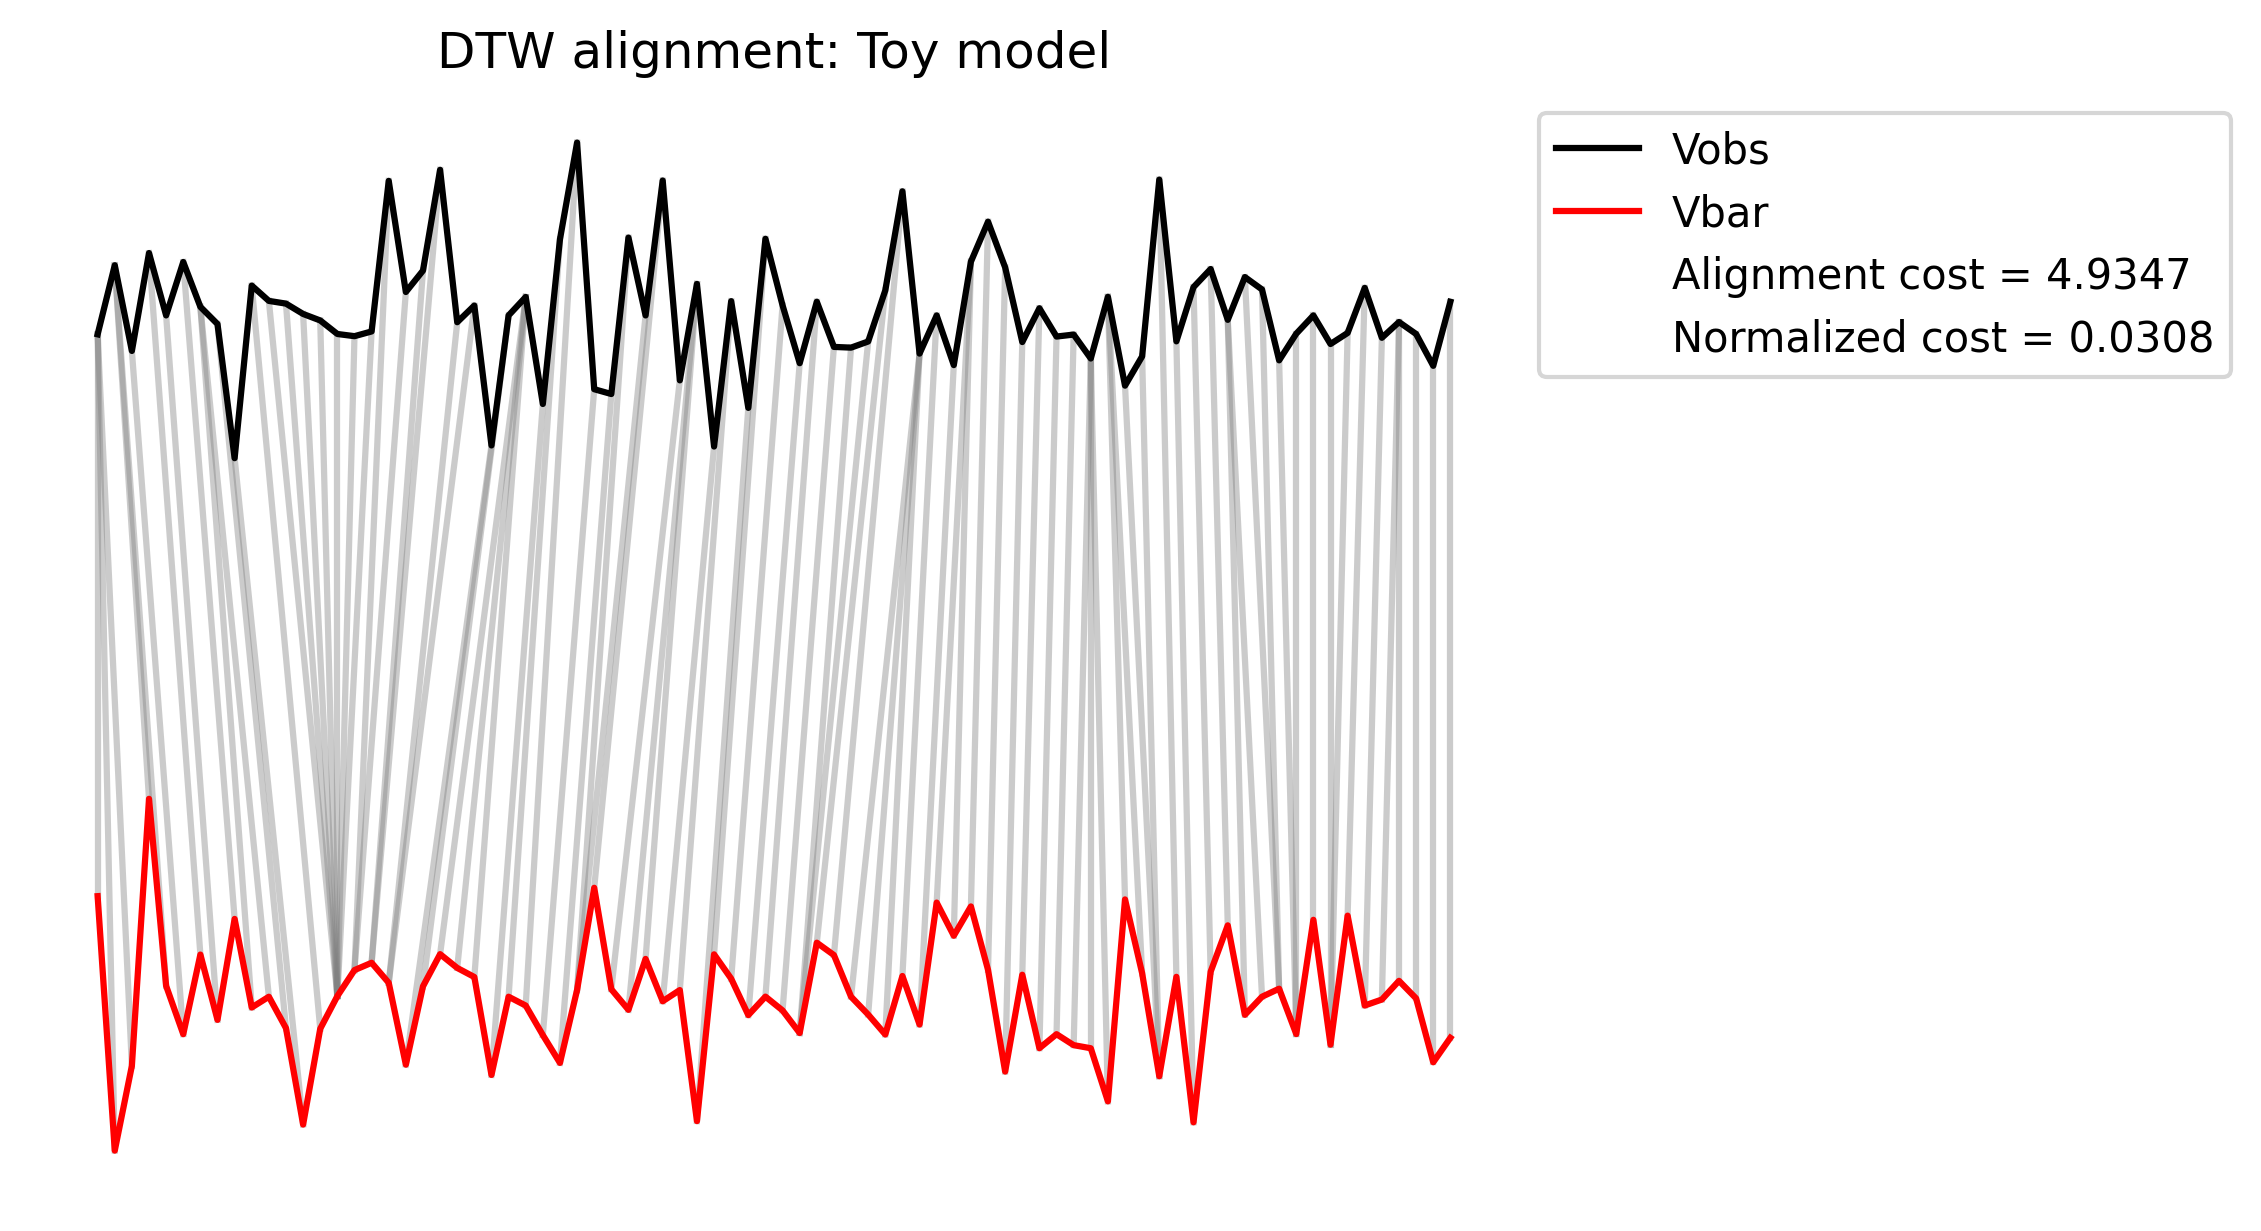 DTW alignment: Toy model
Vobs
Vbar
Alignment cost = 4.9347
Normalized cost = 0.0308